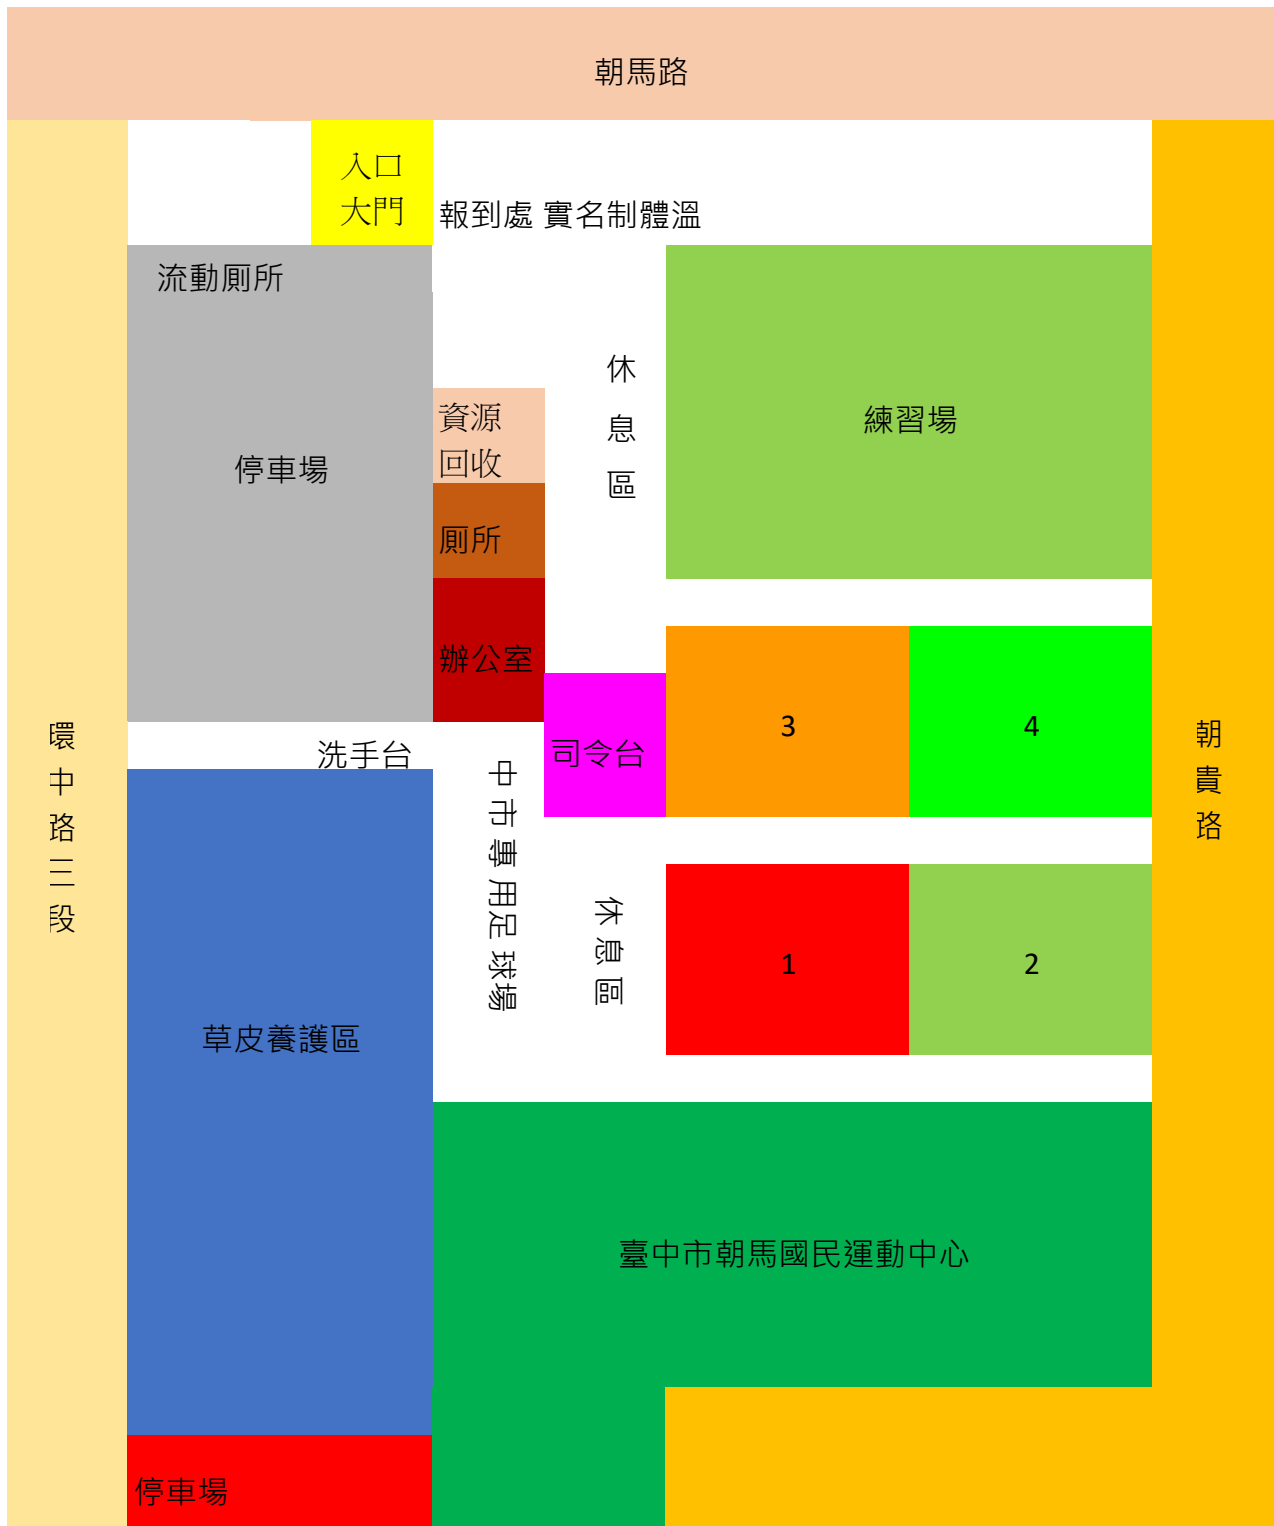 朝馬路
入口
大門
報到處 實名制體溫
流動厠所
休息區
練習場
資源
回收
停車場
厠所
辦公室
3
4
環中路三段
朝貴路
洗手台
司令台
中市專用足球場
休息區
1
2
草皮養護區
臺中市朝馬國民運動中心
停車場